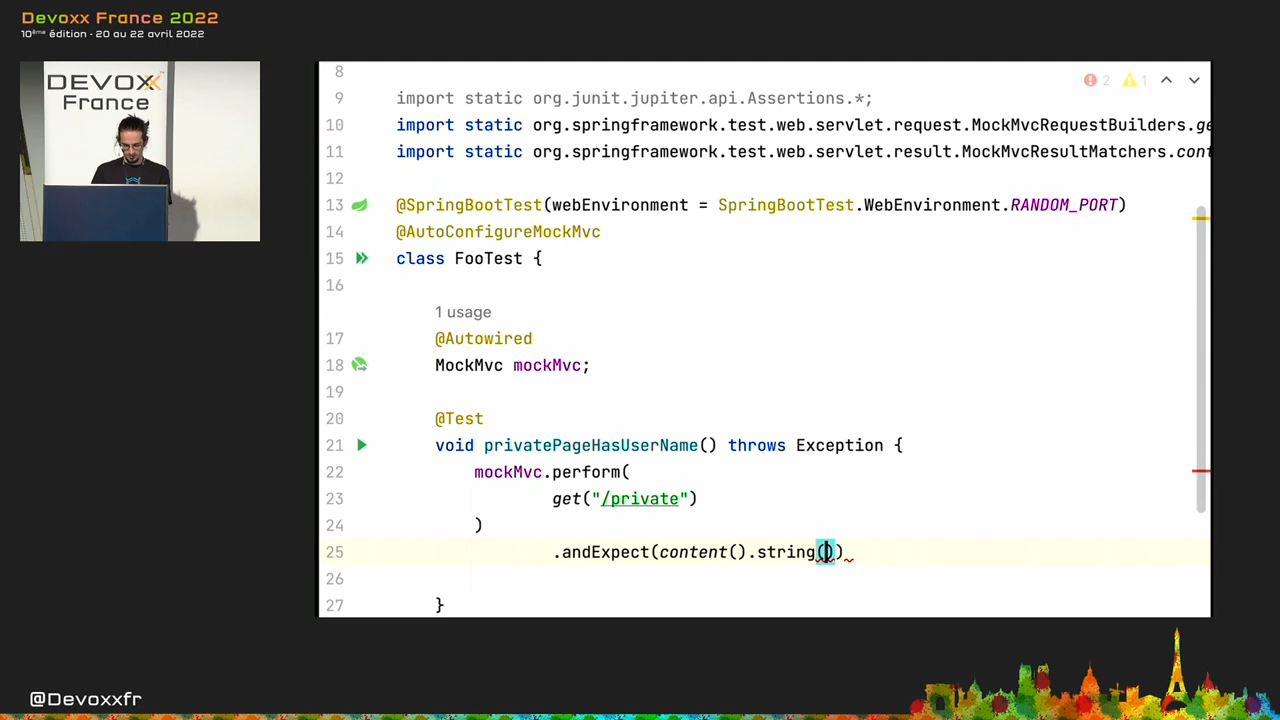 Devoxx France 2022
10ème édition - 20 au 22 avril 2022
DEVOXX
France
8
2 1
9 import static org.junit.jupiter.api.Assertions.*;
10 import static org.springframework.test.web.servlet.request.MockMvcRequestBuilders.ge
11 import static org.springframework.test.web.servlet.result.MockMvcResultMatchers.cont
12
13 @SpringBootTest(webEnvironment = SpringBootTest.WebEnvironment.RANDOM_PORT)
14 @AutoConfigureMockMvc
15 class FooTest {
16
1 usage
17 @Autowired
18 MockMvc mockMvc;
19
20 @Test
21 void privatePageHasUserName() throws Exception {
22 mockMvc.perform(
23 get("/private")
24 )
25 .andExpect(content().string())
26
27 }
@Devoxxfr